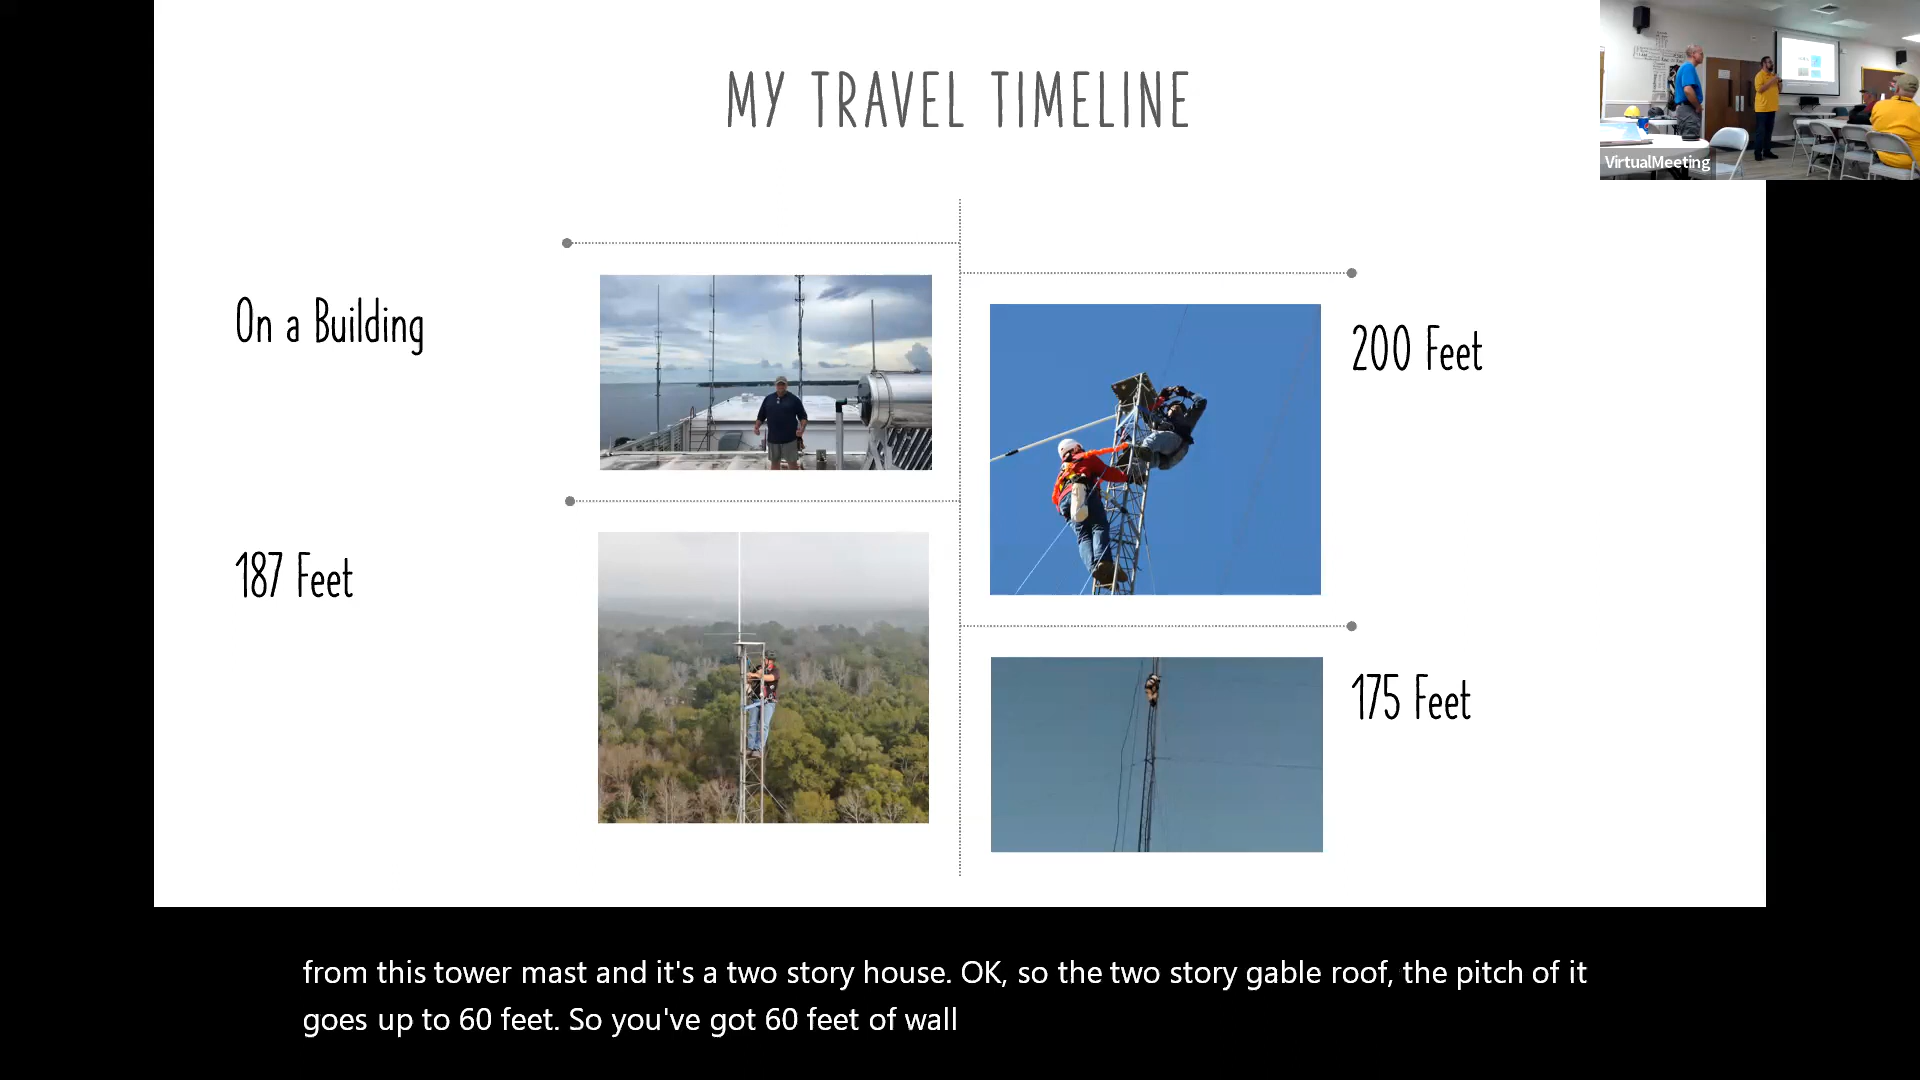 MY TRAVEL TIMELINE
VirtualMeeting
On a Building
200 Feet
187 Feet
175 Feet
from this tower mast and it's a two story house. OK, so the two story gable roof, the pitch of it
goes up to 60 feet. So you've got 60 feet of wall